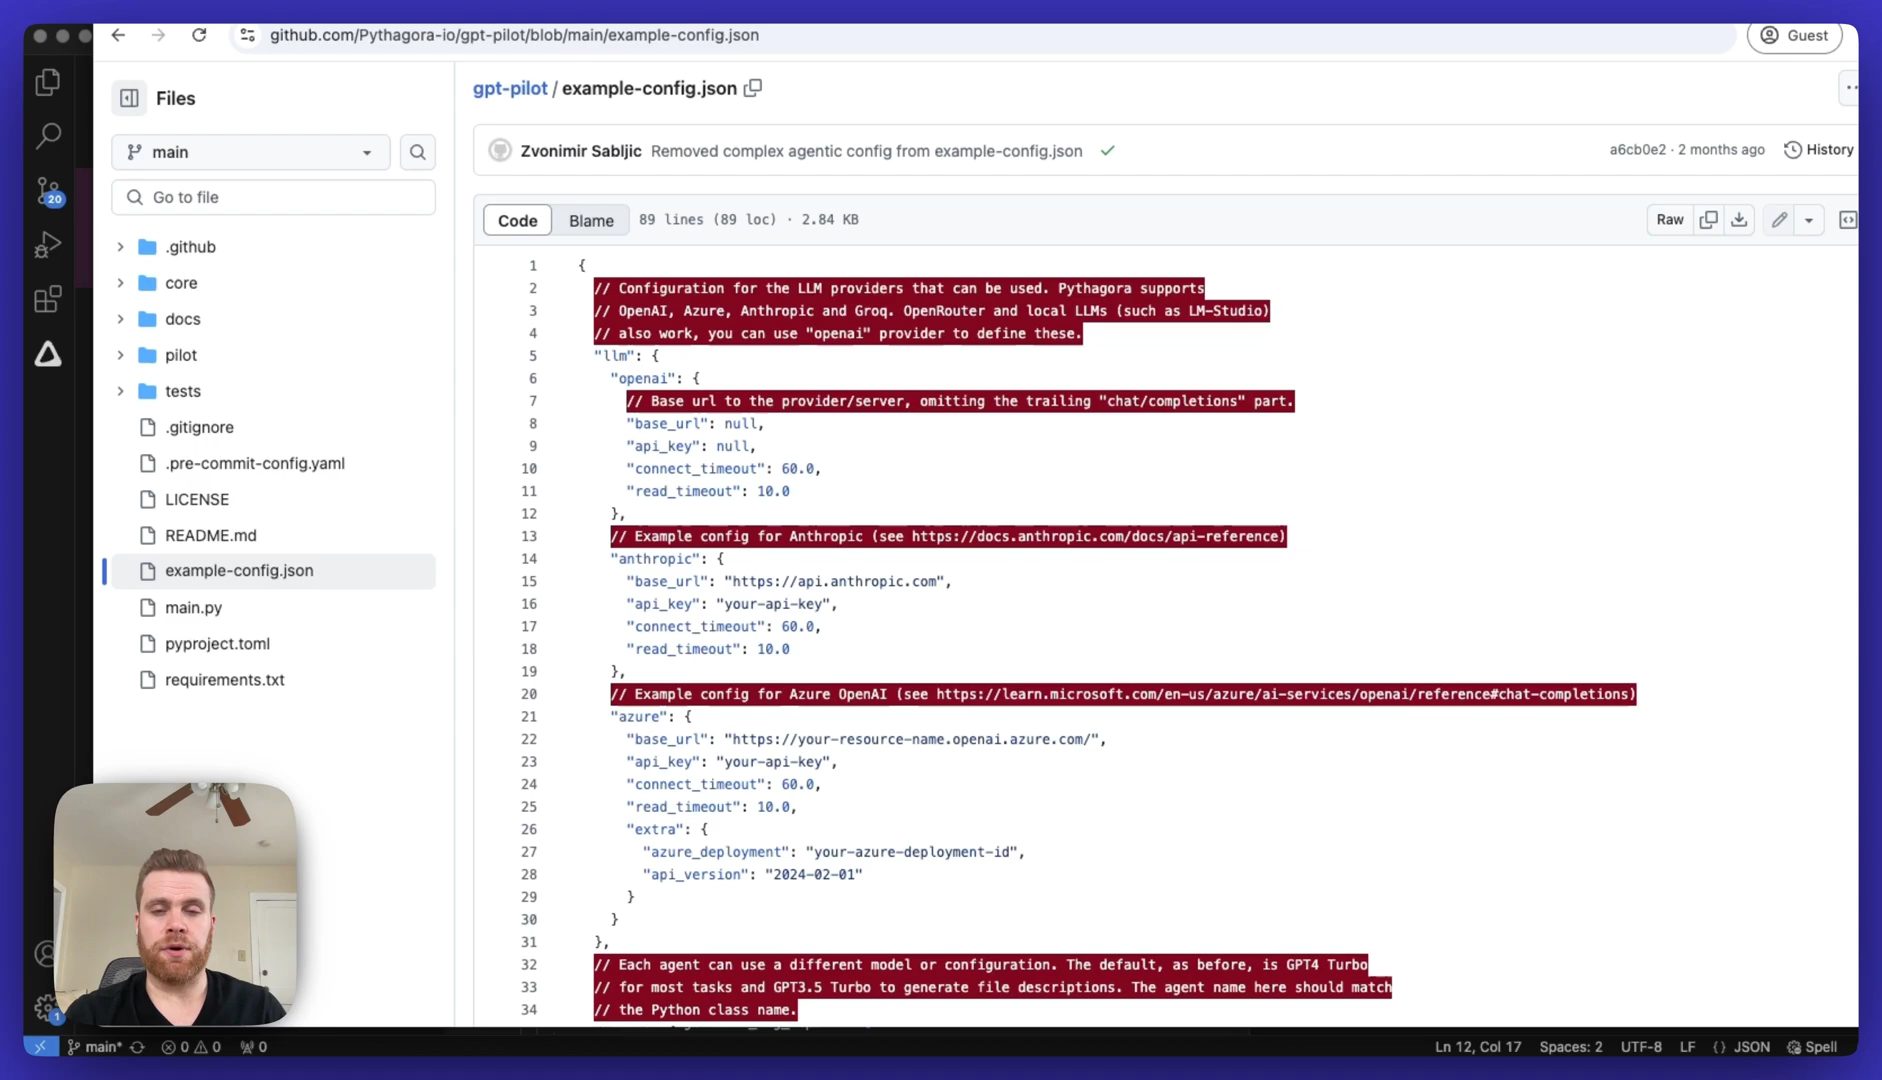 github.com/Pythagora-io/gpt-pilot/blob/main/example-config.json
Guest
Files
main
Go to file
.github
core
docs
pilot
tests
.gitignore
.pre-commit-config.yaml
LICENSE
README.md
example-config.json
main.py
pyproject.toml
requirements.txt
20
1
gpt-pilot / example-config.json
Zvonimir Sabljic Removed complex agentic config from example-config.json
a6cb0e2 · 2 months ago
History
Code Blame 89 lines (89 loc) · 2.84 KB
Raw
1 {
2 // Configuration for the LLM providers that can be used. Pythagora supports
3 // OpenAI, Azure, Anthropic and Groq. OpenRouter and local LLMs (such as LM-Studio)
4 // also work, you can use "openai" provider to define these.
5 "llm": {
6 "openai": {
7 // Base url to the provider/server, omitting the trailing "chat/completions" part.
8 "base_url": null,
9 "api_key": null,
10 "connect_timeout": 60.0,
11 "read_timeout": 10.0
12 },
13 // Example config for Anthropic (see https://docs.anthropic.com/docs/api-reference)
14 "anthropic": {
15 "base_url": "https://api.anthropic.com",
16 "api_key": "your-api-key",
17 "connect_timeout": 60.0,
18 "read_timeout": 10.0
19 },
20 // Example config for Azure OpenAI (see https://learn.microsoft.com/en-us/azure/ai-services/openai/reference#chat-completions)
21 "azure": {
22 "base_url": "https://your-resource-name.openai.azure.com/",
23 "api_key": "your-api-key",
24 "connect_timeout": 60.0,
25 "read_timeout": 10.0,
26 "extra": {
27 "azure_deployment": "your-azure-deployment-id",
28 "api_version": "2024-02-01"
29 }
30 }
31 },
32 // Each agent can use a different model or configuration. The default, as before, is GPT4 Turbo
33 // for most tasks and GPT3.5 Turbo to generate file descriptions. The agent name here should match
34 // the Python class name.
main* 0 0 0
Ln 12, Col 17 Spaces: 2 UTF-8 LF {} JSON Spell